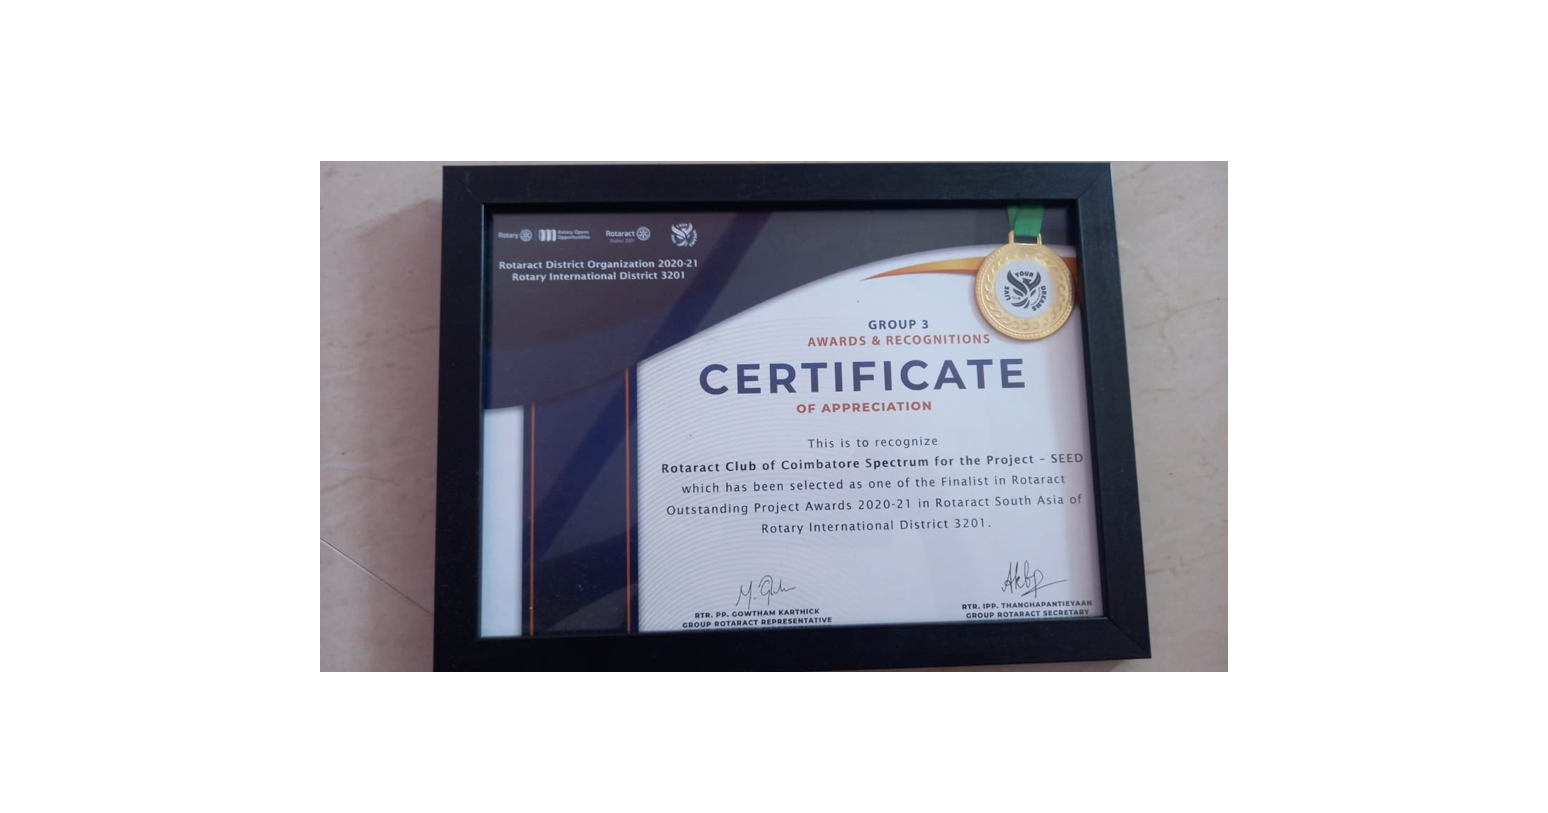 Rotary
Rotary Opens
Opportunities
Rotaract
District 3201
Rotaract District Organization 2020-21
Rotary International District 3201
LIVE YOUR DREAMS
GROUP 3
AWARDS & RECOGNITIONS
CERTIFICATE
OF APPRECIATION
This is to recognize
Rotaract Club of Coimbatore Spectrum for the Project - SEED
which has been selected as one of the Finalist in Rotaract
Outstanding Project Awards 2020-21 in Rotaract South Asia of
Rotary International District 3201.
RTR. PP. GOWTHAM KARTHICK
GROUP ROTARACT REPRESENTATIVE
RTR. IPP. THANGHAPANTIEYAAN
GROUP ROTARACT SECRETARY